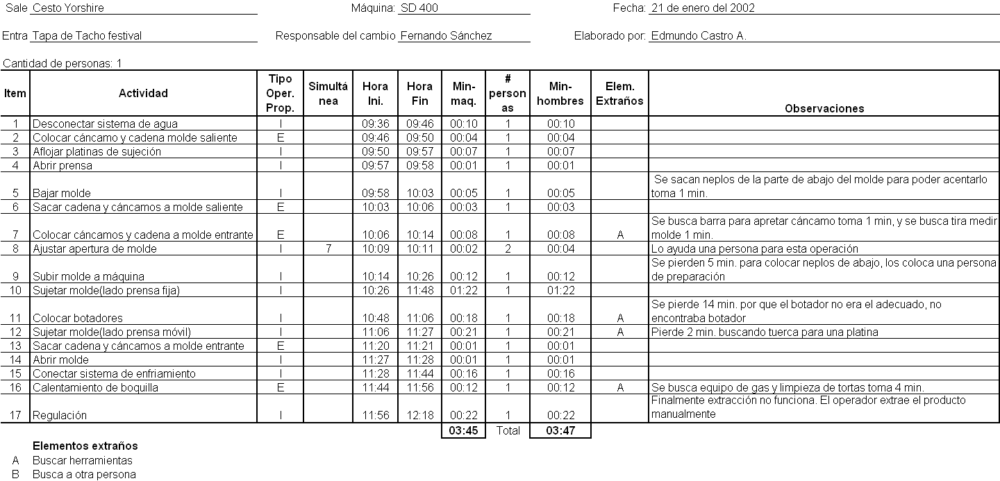 Sale Cesto Yorshire Máquina: SD 400 Fecha: 21 de enero del 2002
Entra Tapa de Tacho festival Responsable del cambio Fernando Sánchez Elaborado por: Edmundo Castro A.
Cantidad de personas: 1
Item Actividad Tipo Oper. Prop. Simultá nea Hora Ini. Hora Fin Min-maq. # person as Min-hombres Elem. Extraños Observaciones
1 Desconectar sistema de agua I 09:36 09:46 00:10 1 00:10
2 Colocar cáncamo y cadena molde saliente E 09:46 09:50 00:04 1 00:04
3 Aflojar platinas de sujeción I 09:50 09:57 00:07 1 00:07
4 Abrir prensa I 09:57 09:58 00:01 1 00:01
5 Bajar molde I 09:58 10:03 00:05 1 00:05 Se sacan neplos de la parte de abajo del molde para poder acentarlo
toma 1 min.
6 Sacar cadena y cáncamos a molde saliente E 10:03 10:06 00:03 1 00:03
7 Colocar cáncamos y cadena a molde entrante E 10:06 10:14 00:08 1 00:08 A Se busca barra para apretar cáncamo toma 1 min, y se busca tira medir
molde 1 min.
8 Ajustar apertura de molde I 7 10:09 10:11 00:02 2 00:04 Lo ayuda una persona para esta operación
9 Subir molde a máquina I 10:14 10:26 00:12 1 00:12 Se pierden 5 min. para colocar neplos de abajo, los coloca una persona
de preparación
10 Sujetar molde(lado prensa fija) I 10:26 11:48 01:22 1 01:22
11 Colocar botadores I 10:48 11:06 00:18 1 00:18 A Se pierde 14 min. por que el botador no era el adecuado, no
encontraba botador
12 Sujetar molde(lado prensa móvil) I 11:06 11:27 00:21 1 00:21 A Pierde 2 min. buscando tuerca para una platina
13 Sacar cadena y cáncamos a molde entrante E 11:20 11:21 00:01 1 00:01
14 Abrir molde I 11:27 11:28 00:01 1 00:01
15 Conectar sistema de enfriamiento I 11:28 11:44 00:16 1 00:16
16 Calentamiento de boquilla E 11:44 11:56 00:12 1 00:12 A Se busca equipo de gas y limpieza de tortas toma 4 min.
17 Regulación I 11:56 12:18 00:22 1 00:22 Finalmente extracción no funciona. El operador extrae el producto
manualmente
03:45 Total 03:47
Elementos extraños
A Buscar herramientas
B Busca a otra persona